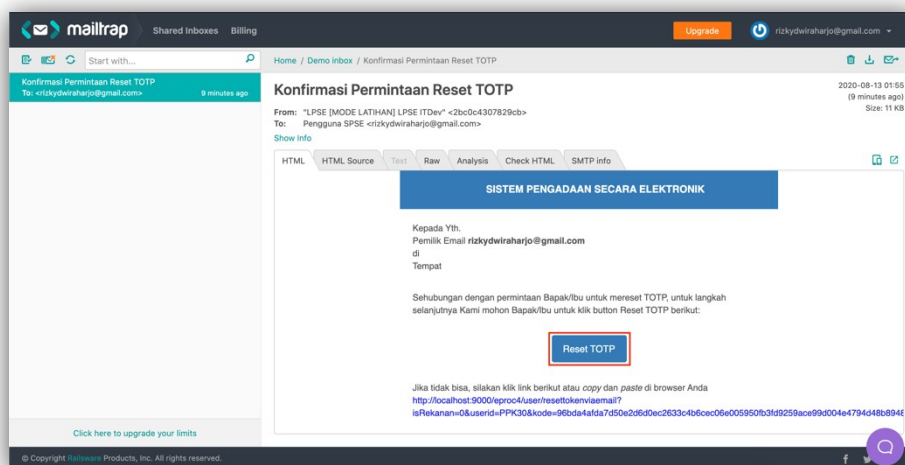 mailtrap
Shared Inboxes Billing
Upgrade
rizkydwiraharjo@gmail.com
Start with...
Home / Demo inbox / Konfirmasi Permintaan Reset TOTP
Konfirmasi Permintaan Reset TOTP
To: <rizkydwiraharjo@gmail.com> 9 minutes ago
Konfirmasi Permintaan Reset TOTP
2020-08-13 01:55
(9 minutes ago)
Size: 11 KB
From: "LPSE [MODE LATIHAN] LPSE ITDev" <2bc0c4307829cb>
To: Pengguna SPSE <rizkydwiraharjo@gmail.com>
Show Info
HTML HTML Source Text Raw Analysis Check HTML SMTP info
SISTEM PENGADAAN SECARA ELEKTRONIK
Kepada Yth.
Pemilik Email rizkydwiraharjo@gmail.com
di
Tempat
Sehubungan dengan permintaan Bapak/Ibu untuk mereset TOTP, untuk langkah
selanjutnya Kami mohon Bapak/Ibu untuk klik button Reset TOTP berikut:
Reset TOTP
Jika tidak bisa, silakan klik link berikut atau copy dan paste di browser Anda
http://localhost:9000/eproc4/user/resettokenviaemail?
isRekanan=0&userid=PPK30&kode=96bda4afda7d50e2d6d0ec2633c4b6cec06e005950fb3fd9259ace99d004e4794d48b8948
Click here to upgrade your limits
© Copyright Railsware Products, Inc. All rights reserved.